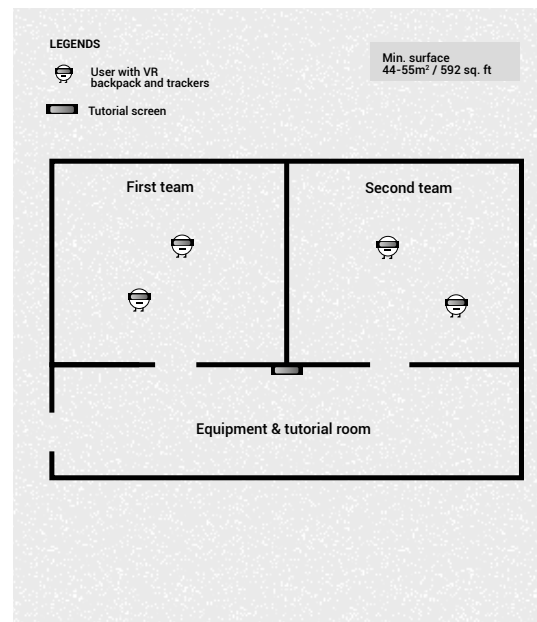 LEGENDS
User with VR
backpack and trackers
Tutorial screen
Min. surface
44-55m² / 592 sq. ft
First team
Second team
Equipment & tutorial room